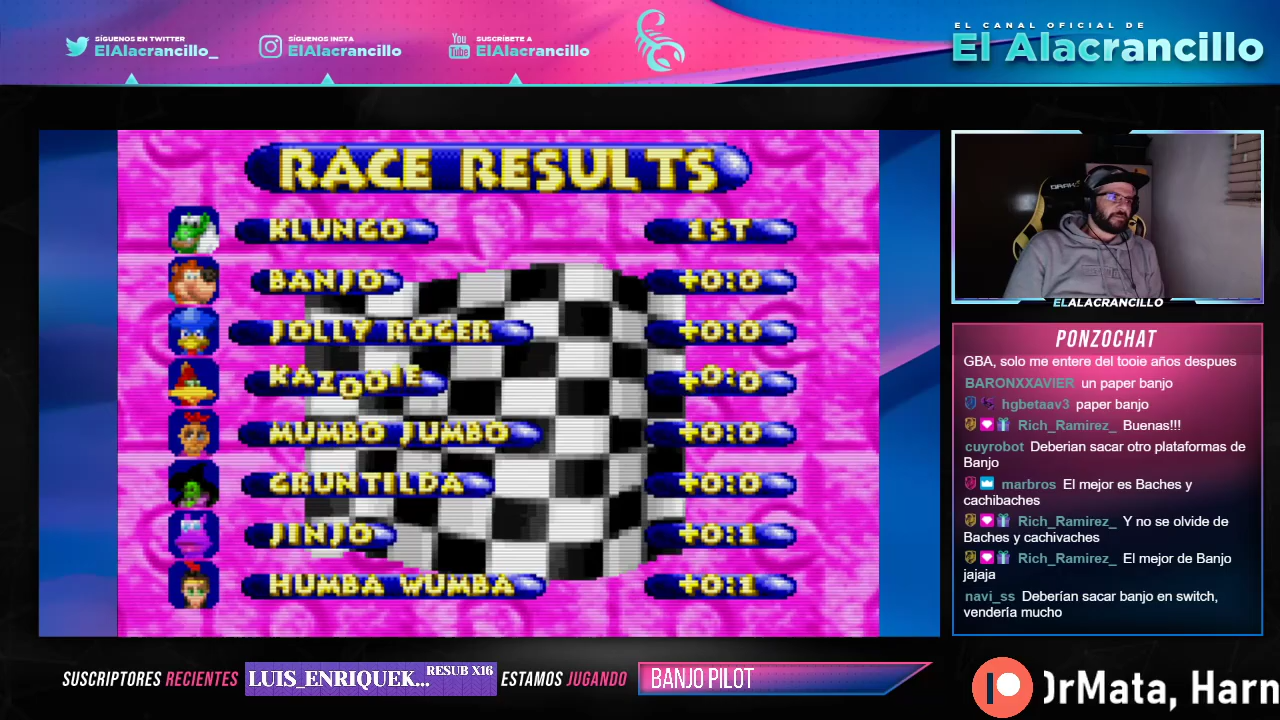 SÍGUENOS EN TWITTER
ElAlacrancillo_
SÍGUENOS INSTA
ElAlacrancillo
You
Tube
SUSCRÍBETE A
ElAlacrancillo
EL CANAL OFICIAL DE
El Alacrancillo
RACE RESULTS
KLUNGO 1ST
BANJO +0:0
JOLLY ROGER +0:0
KAZOOIE +0:0
MUMBO JUMBO +0:0
GRUNTILDA +0:0
JINJO +0:1
HUMBA WUMBA +0:1
ELALACRANCILLO
PONZOCHAT
GBA, solo me entere del tooie años despues
BARONXXAVIER un paper banjo
hgbetaav3 paper banjo
Rich_Ramirez_ Buenas!!!
cuyrobot Deberian sacar otro plataformas de
Banjo
marbros El mejor es Baches y
cachibaches
Rich_Ramirez_ Y no se olvide de
Baches y cachivaches
Rich_Ramirez_ El mejor de Banjo
jajaja
navi_ss Deberían sacar banjo en switch,
vendería mucho
SUSCRIPTORES RECIENTES LUIS_ENRIQUEK... RESUB X16 ESTAMOS JUGANDO BANJO PILOT
OrMata, Harn